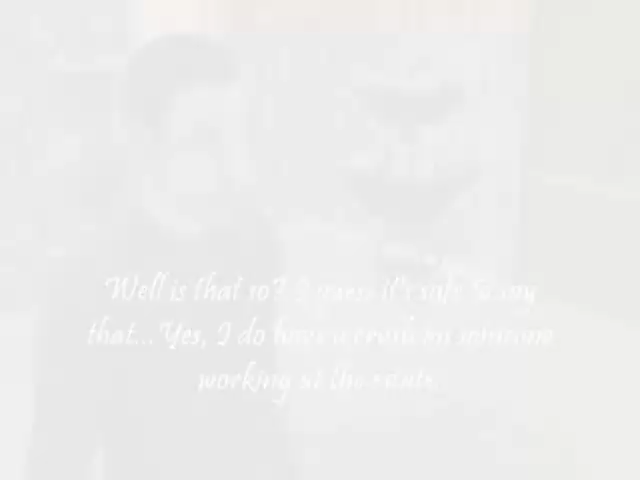 Well is that so? I guess it's safe to say
that... Yes, I do have a crush on someone
working at the estate.